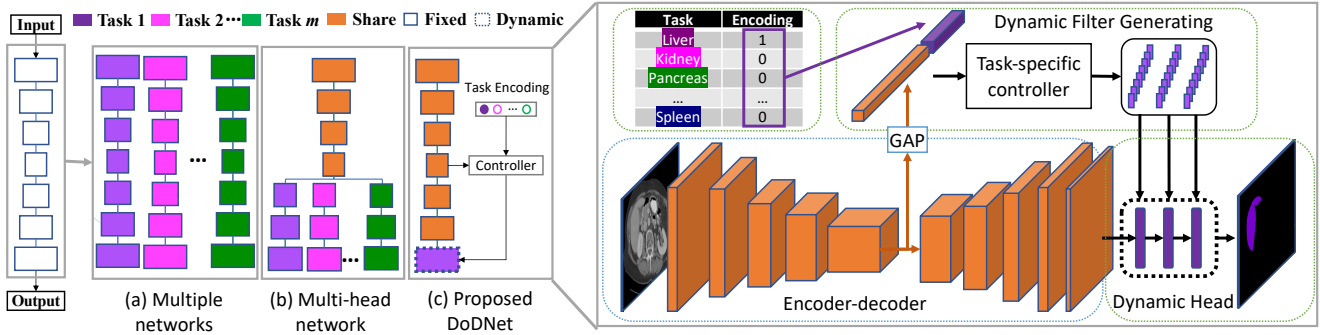 Task 1 Task 2 ••• Task m Share Fixed Dynamic
Input
Output
(a) Multiple
networks
(b) Multi-head
network
Task Encoding
...
Controller
(c) Proposed
DoDNet
Task Encoding
Liver 1
Kidney 0
Pancreas 0
... ...
Spleen 0
Dynamic Filter Generating
Task-specific
controller
GAP
Encoder-decoder
Dynamic Head